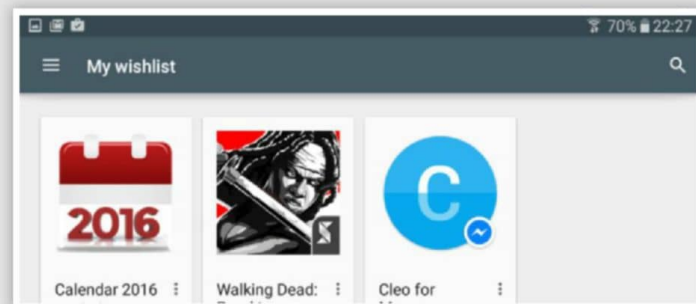 70% 22:27
My wishlist
2016
C
Calendar 2016
Walking Dead:
Cleo for